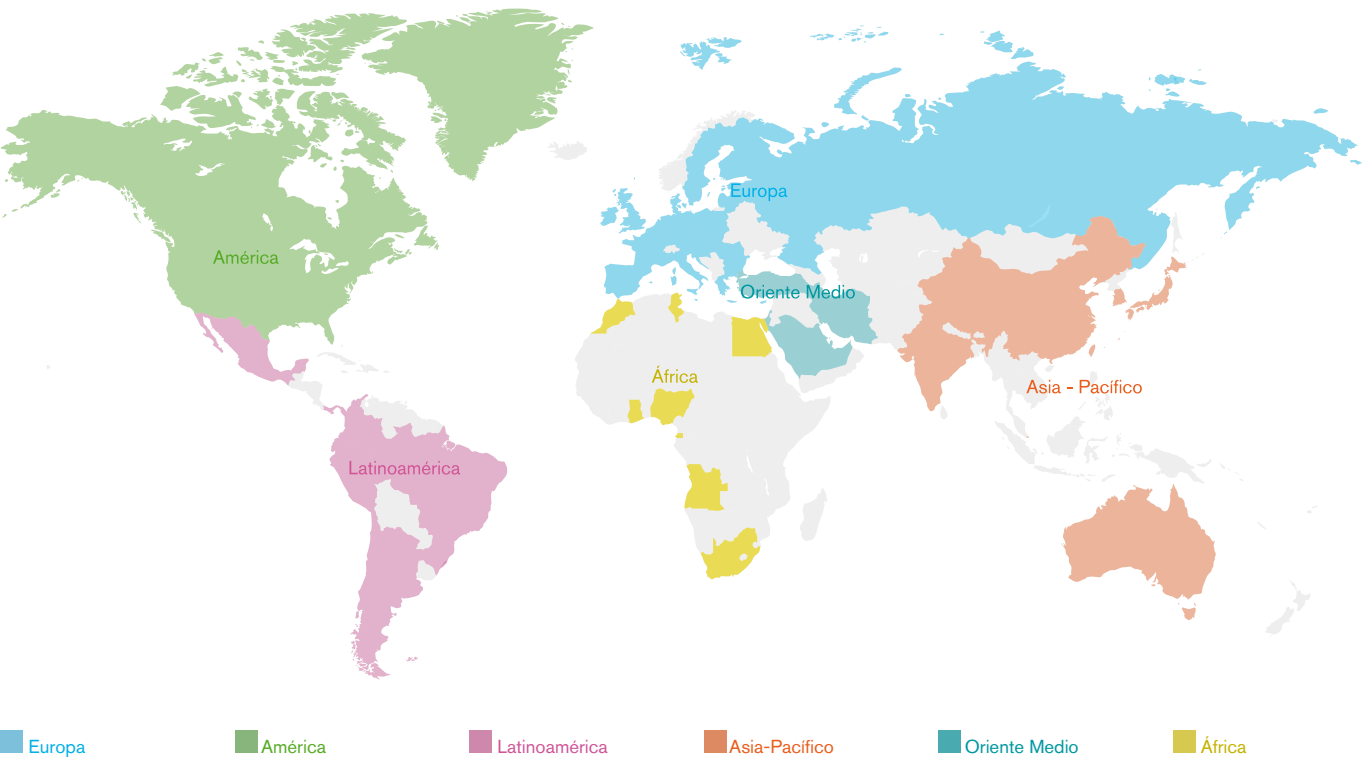 Europa
América
Oriente Medio
África
Asia - Pacífico
Latinoamérica
Europa
América
Latinoamérica
Asia-Pacífico
Oriente Medio
África